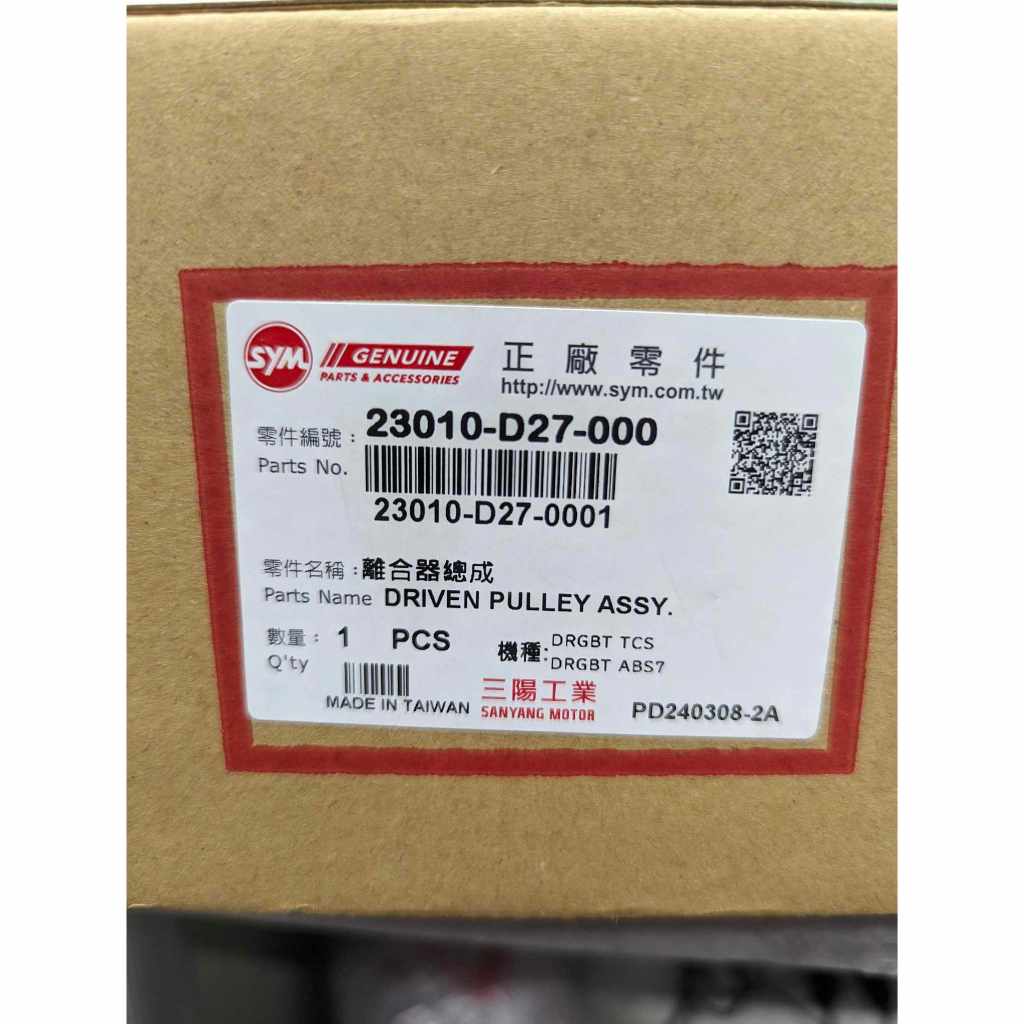 SYM GENUINE 正廠零件
PARTS & ACCESSORIES http://www.sym.com.tw
零件編號: 23010-D27-000
Parts No.
23010-D27-0001
零件名稱:離合器總成
Parts Name DRIVEN PULLEY ASSY.
數量: 1 PCS 機種:DRGBT TCS
Q'ty DRGBT ABS7
MADE IN TAIWAN 三陽工業
SANYANG MOTOR PD240308-2A